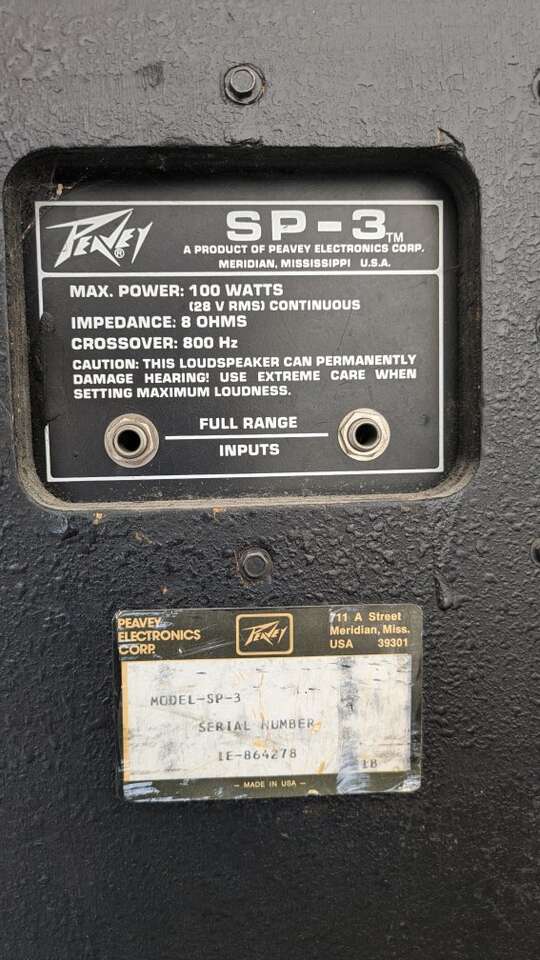 PEAVEY®
SP-3™
A PRODUCT OF PEAVEY ELECTRONICS CORP.
MERIDIAN, MISSISSIPPI U.S.A.
MAX. POWER: 100 WATTS
(28 V RMS) CONTINUOUS
IMPEDANCE: 8 OHMS
CROSSOVER: 800 Hz
CAUTION: THIS LOUDSPEAKER CAN PERMANENTLY
DAMAGE HEARING! USE EXTREME CARE WHEN
SETTING MAXIMUM LOUDNESS.
FULL RANGE
INPUTS
PEAVEY
ELECTRONICS
CORP.
PEAVEY
711 A Street
Meridian, Miss.
USA 39301
MODEL-SP-3
SERIAL NUMBER
1E-864278
18
— MADE IN USA —